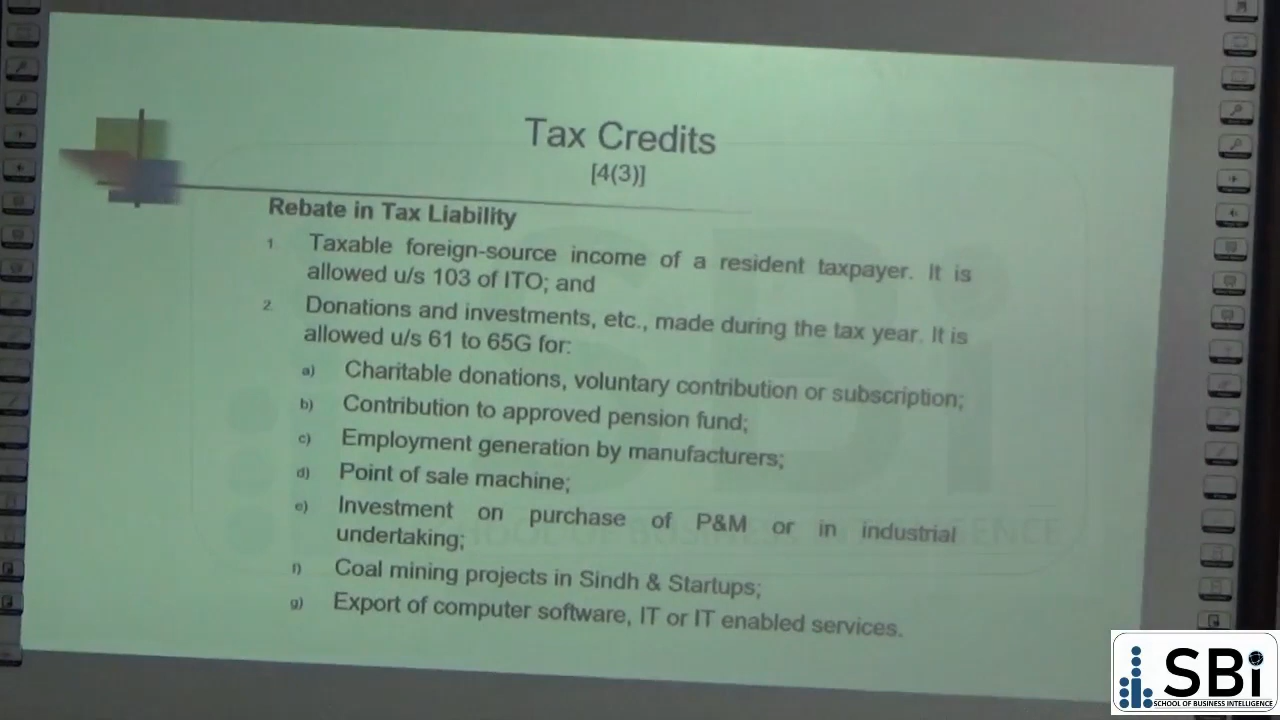 Tax Credits
[4(3)]
Rebate in Tax Liability
1. Taxable foreign-source income of a resident taxpayer. It is
allowed u/s 103 of ITO; and
2. Donations and investments, etc., made during the tax year. It is
allowed u/s 61 to 65G for:
a) Charitable donations, voluntary contribution or subscription;
b) Contribution to approved pension fund;
c) Employment generation by manufacturers;
d) Point of sale machine;
e) Investment on purchase of P&M or in industrial
undertaking;
f) Coal mining projects in Sindh & Startups;
g) Export of computer software, IT or IT enabled services.
SBi
SCHOOL OF BUSINESS INTELLIGENCE